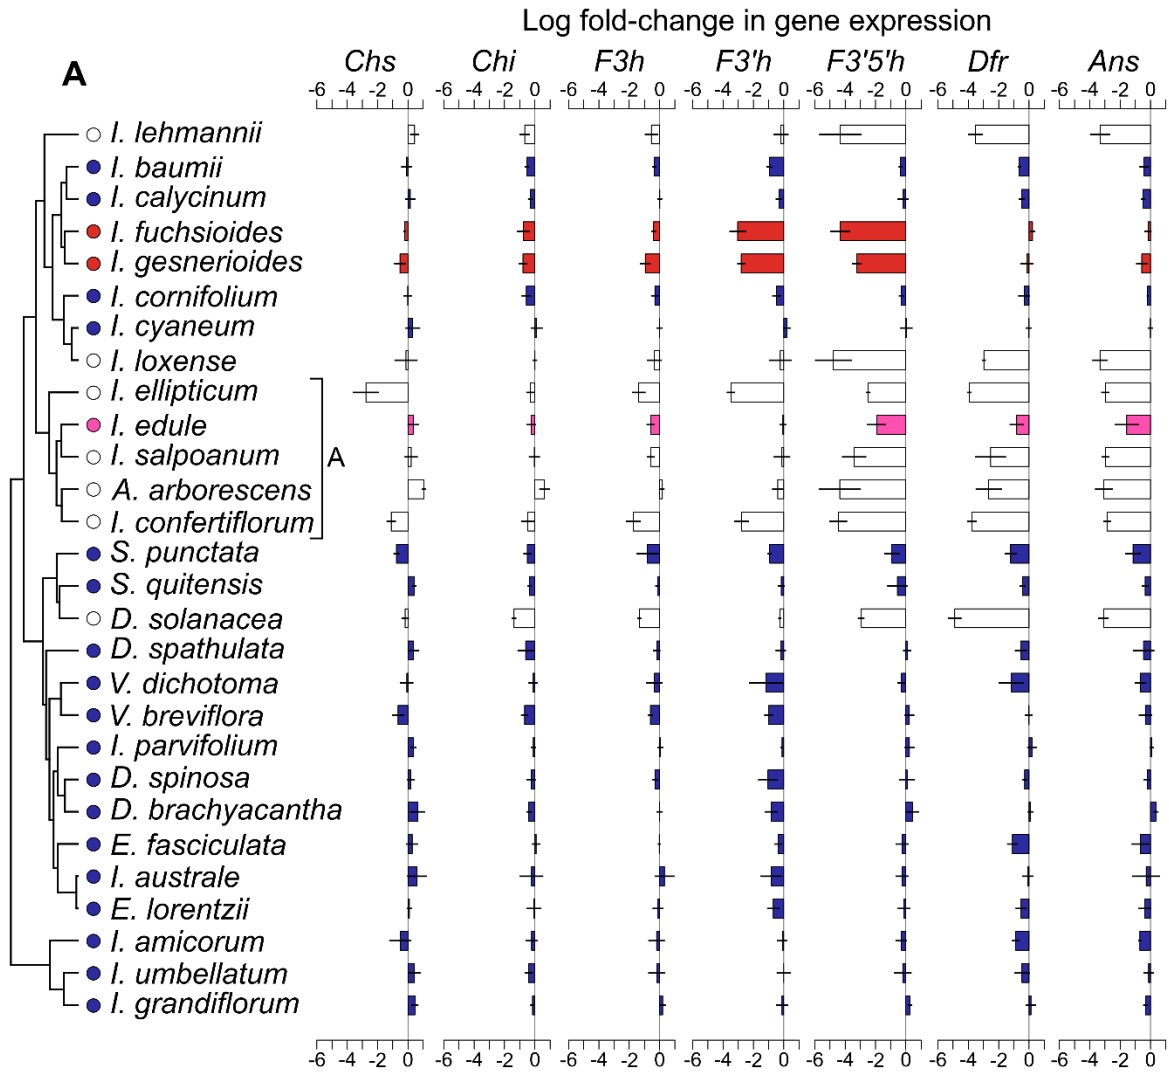 Log fold-change in gene expression
A Chs Chi F3h F3'h F3'5'h Dfr Ans
-6 -4 -2 0 -6 -4 -2 0 -6 -4 -2 0 -6 -4 -2 0 -6 -4 -2 0 -6 -4 -2 0 -6 -4 -2 0
I. lehmannii
I. baumii
I. calycinum
I. fuchsioides
I. gesnerioides
I. cornifolium
I. cyaneum
I. loxense
I. ellipticum
I. edule
I. salpoanum A
A. arborescens
I. confertiflorum
S. punctata
S. quitensis
D. solanacea
D. spathulata
V. dichotoma
V. breviflora
I. parvifolium
D. spinosa
D. brachyacantha
E. fasciculata
I. australe
E. lorentzii
I. amicorum
I. umbellatum
I. grandiflorum
-6 -4 -2 0 -6 -4 -2 0 -6 -4 -2 0 -6 -4 -2 0 -6 -4 -2 0 -6 -4 -2 0 -6 -4 -2 0